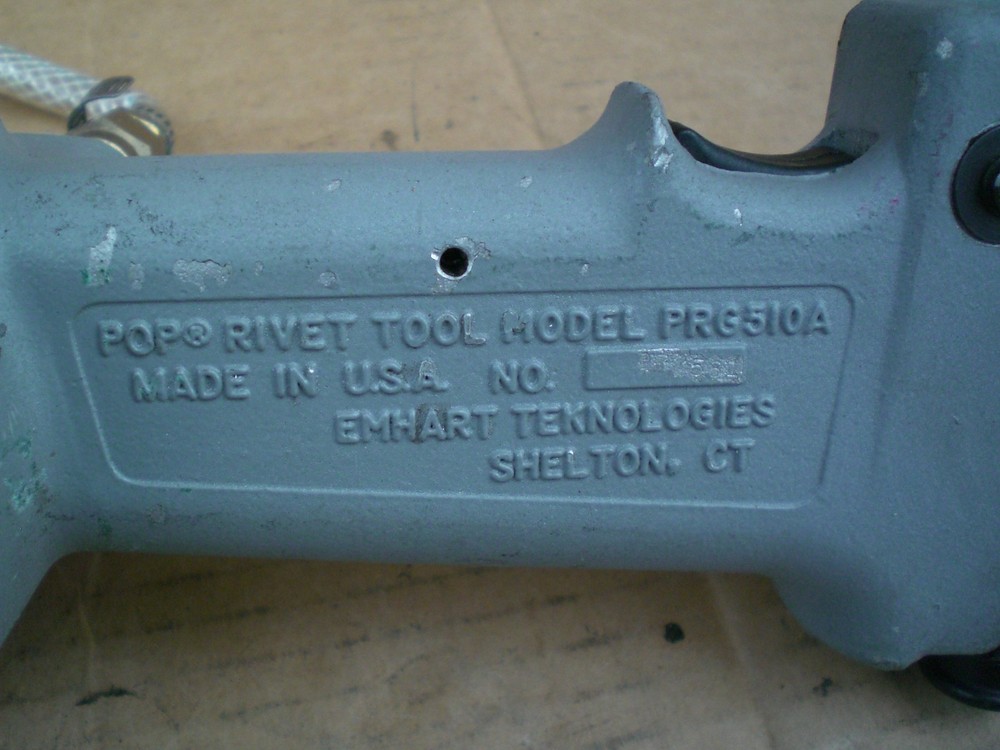 POP® RIVET TOOL MODEL PRG510A
MADE IN U.S.A. NO.
EMHART TEKNOLOGIES
SHELTON, CT